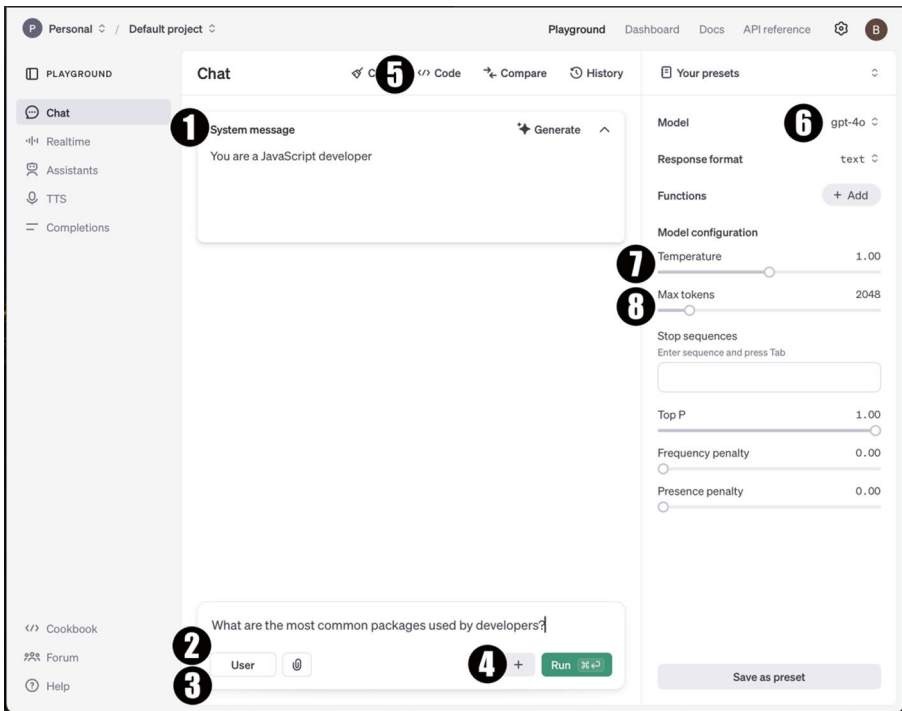 P Personal / Default project
Playground Dashboard Docs API reference B
PLAYGROUND
Chat
Realtime
Assistants
TTS
Completions
Cookbook
Forum
Help
Chat
C 5 </> Code Compare History
1 System message Generate
You are a JavaScript developer
What are the most common packages used by developers?
2
User
3
4 + Run ⌘↵
Your presets
Model 6 gpt-4o
Response format text
Functions + Add
Model configuration
7 Temperature 1.00
8 Max tokens 2048
Stop sequences
Enter sequence and press Tab
Top P 1.00
Frequency penalty 0.00
Presence penalty 0.00
Save as preset